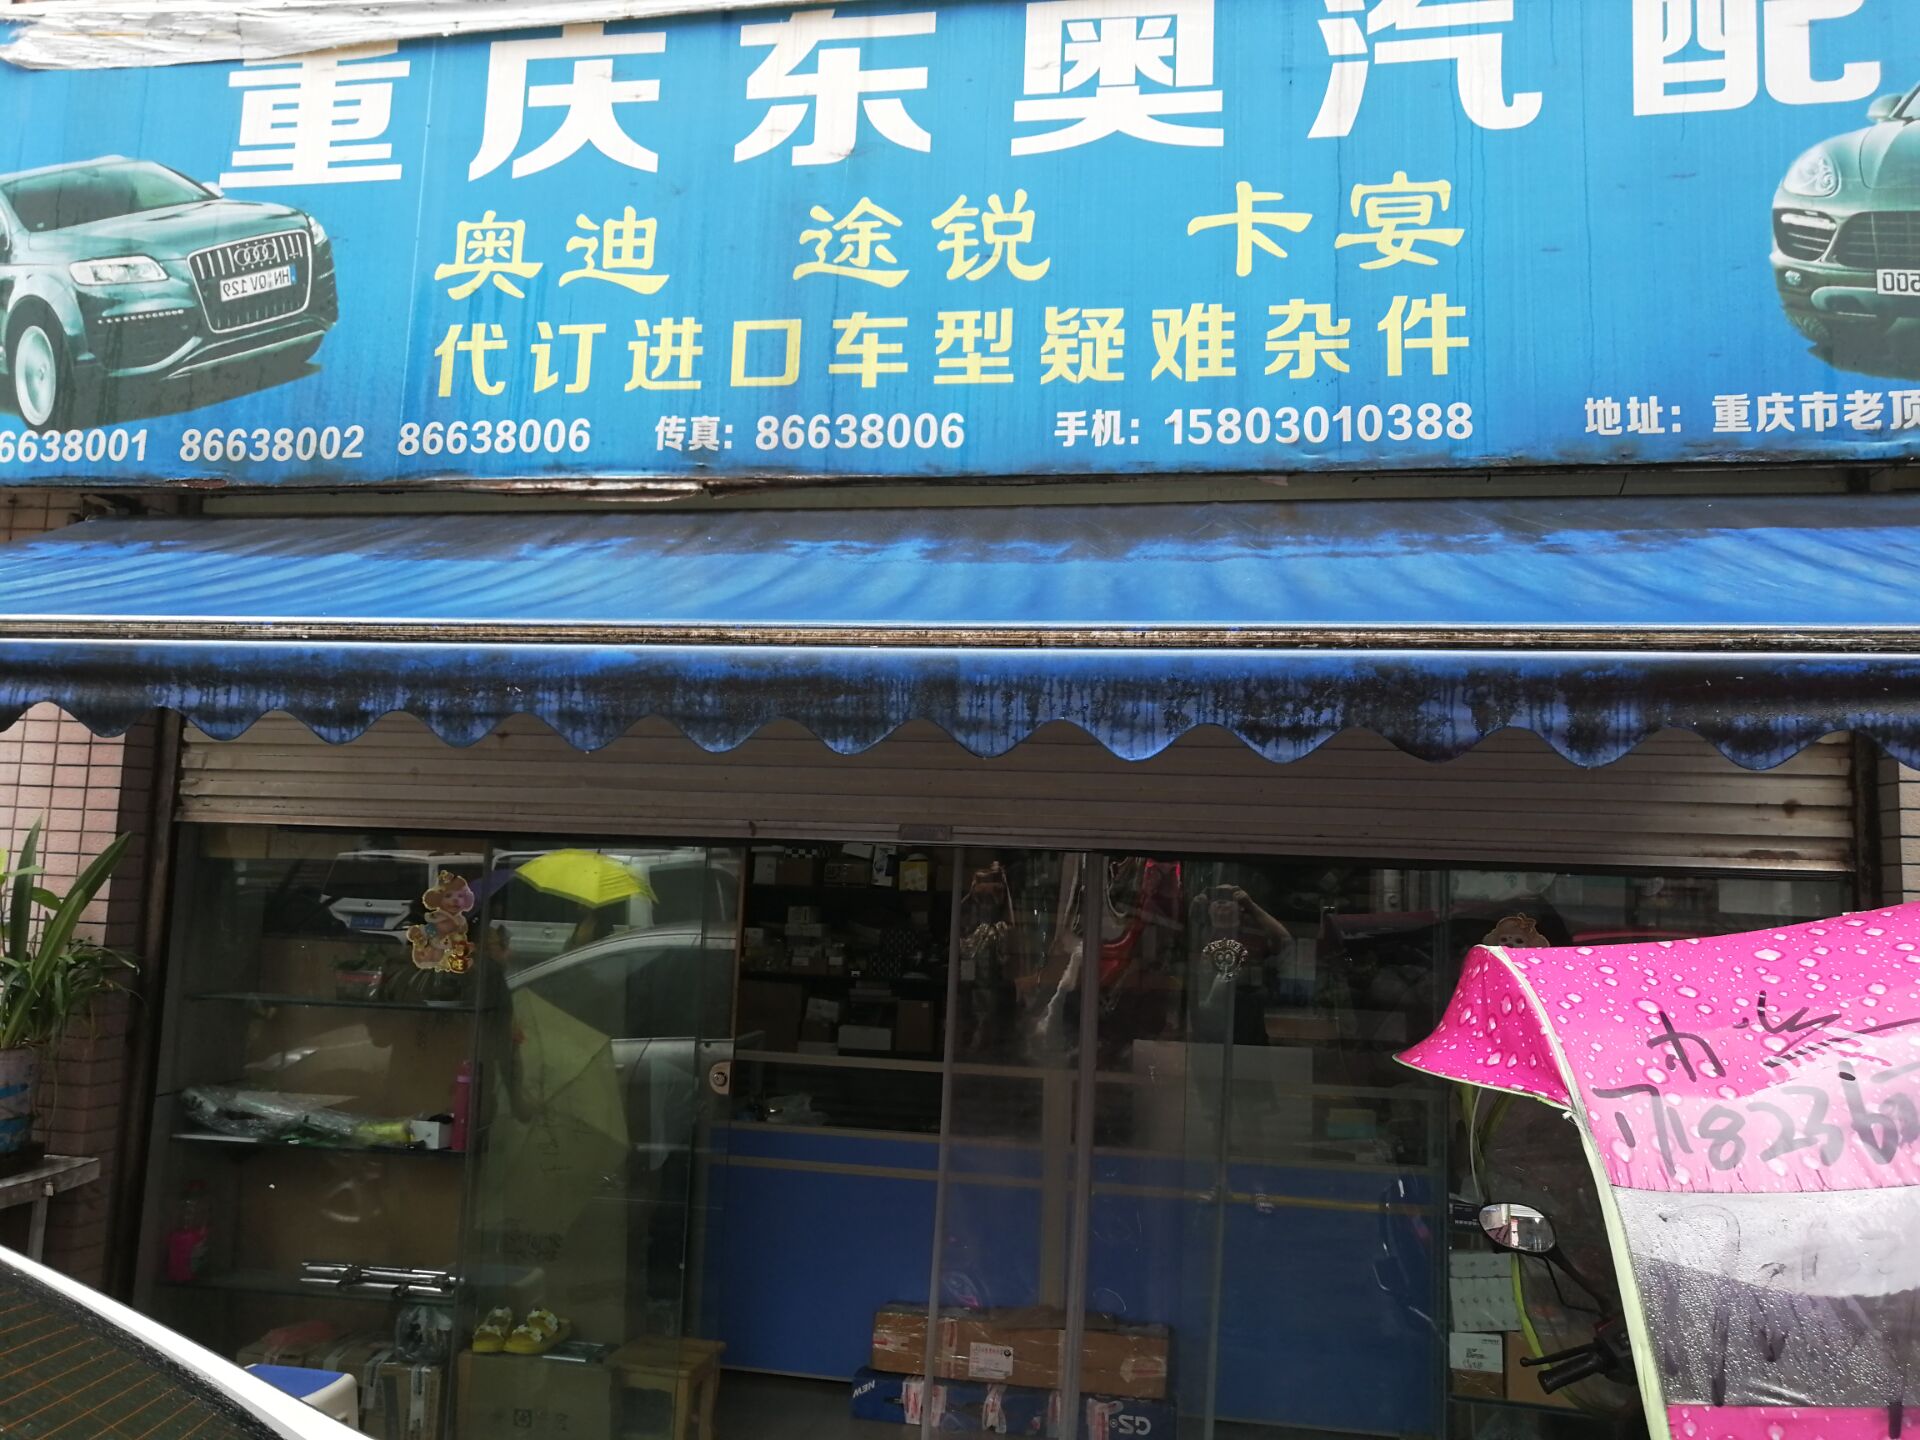 重庆东奥汽配
奥迪 途锐 卡宴
代订进口车型疑难杂件
6638001 86638002 86638006 传真：86638006 手机：15803010388 地址：重庆市老顶
NEW